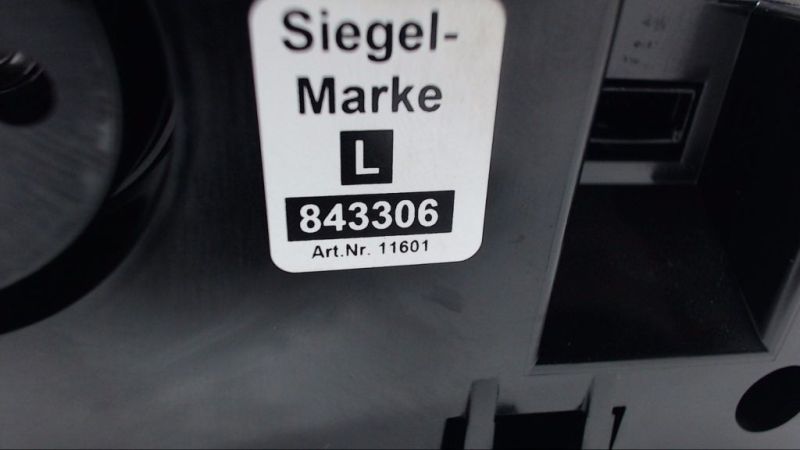 Siegel-
Marke
L
843306
Art.Nr. 11601